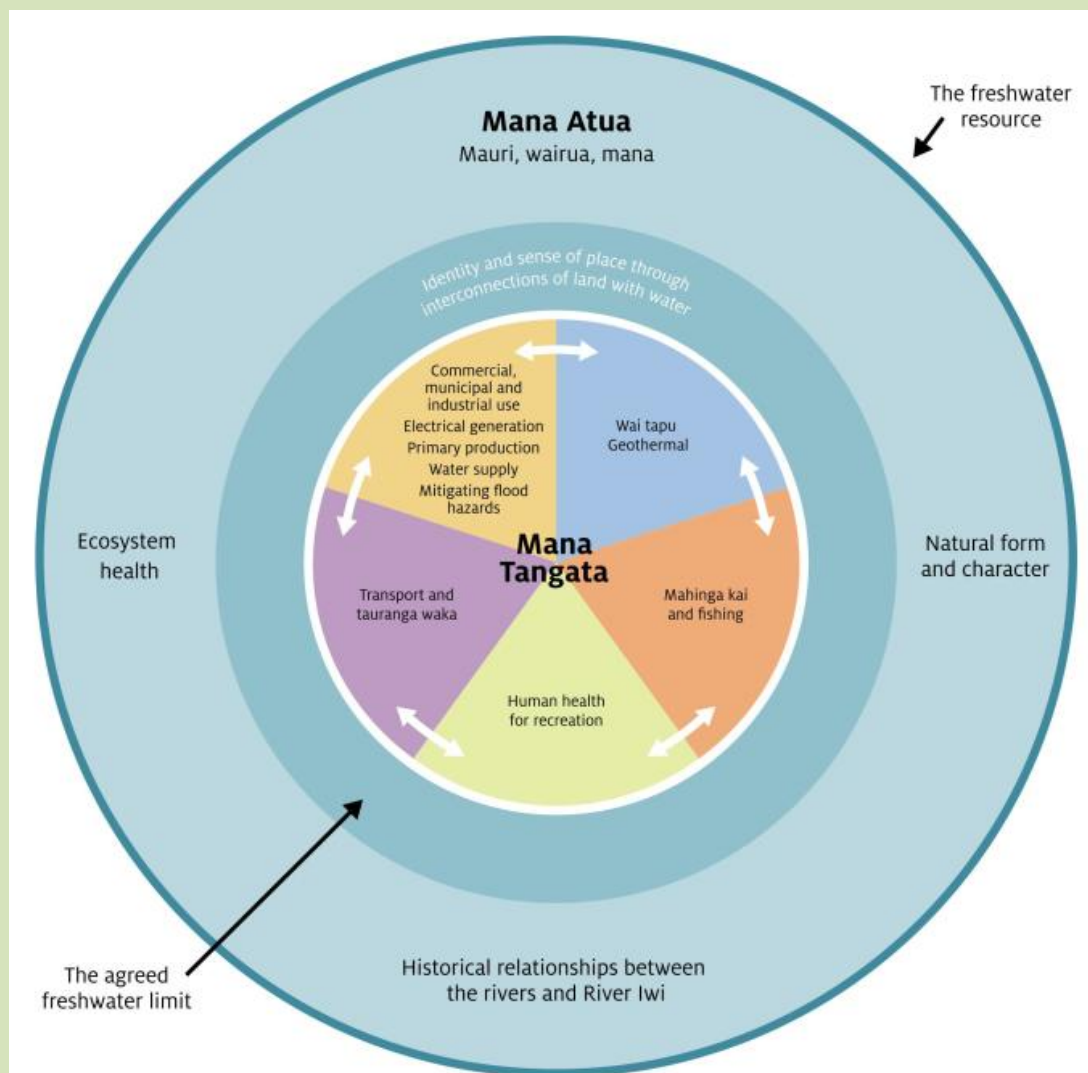 The freshwater
resource
Mana Atua
Mauri, wairua, mana
Identity and sense of place through
interconnections of land with water
Commercial,
municipal and
industrial use
Electrical generation
Primary production
Water supply
Mitigating flood
hazards
Wai tapu
Geothermal
Mana
Tangata
Ecosystem
health
Natural form
and character
Transport and
tauranga waka
Mahinga kai
and fishing
Human health
for recreation
The agreed
freshwater limit
Historical relationships between
the rivers and River Iwi